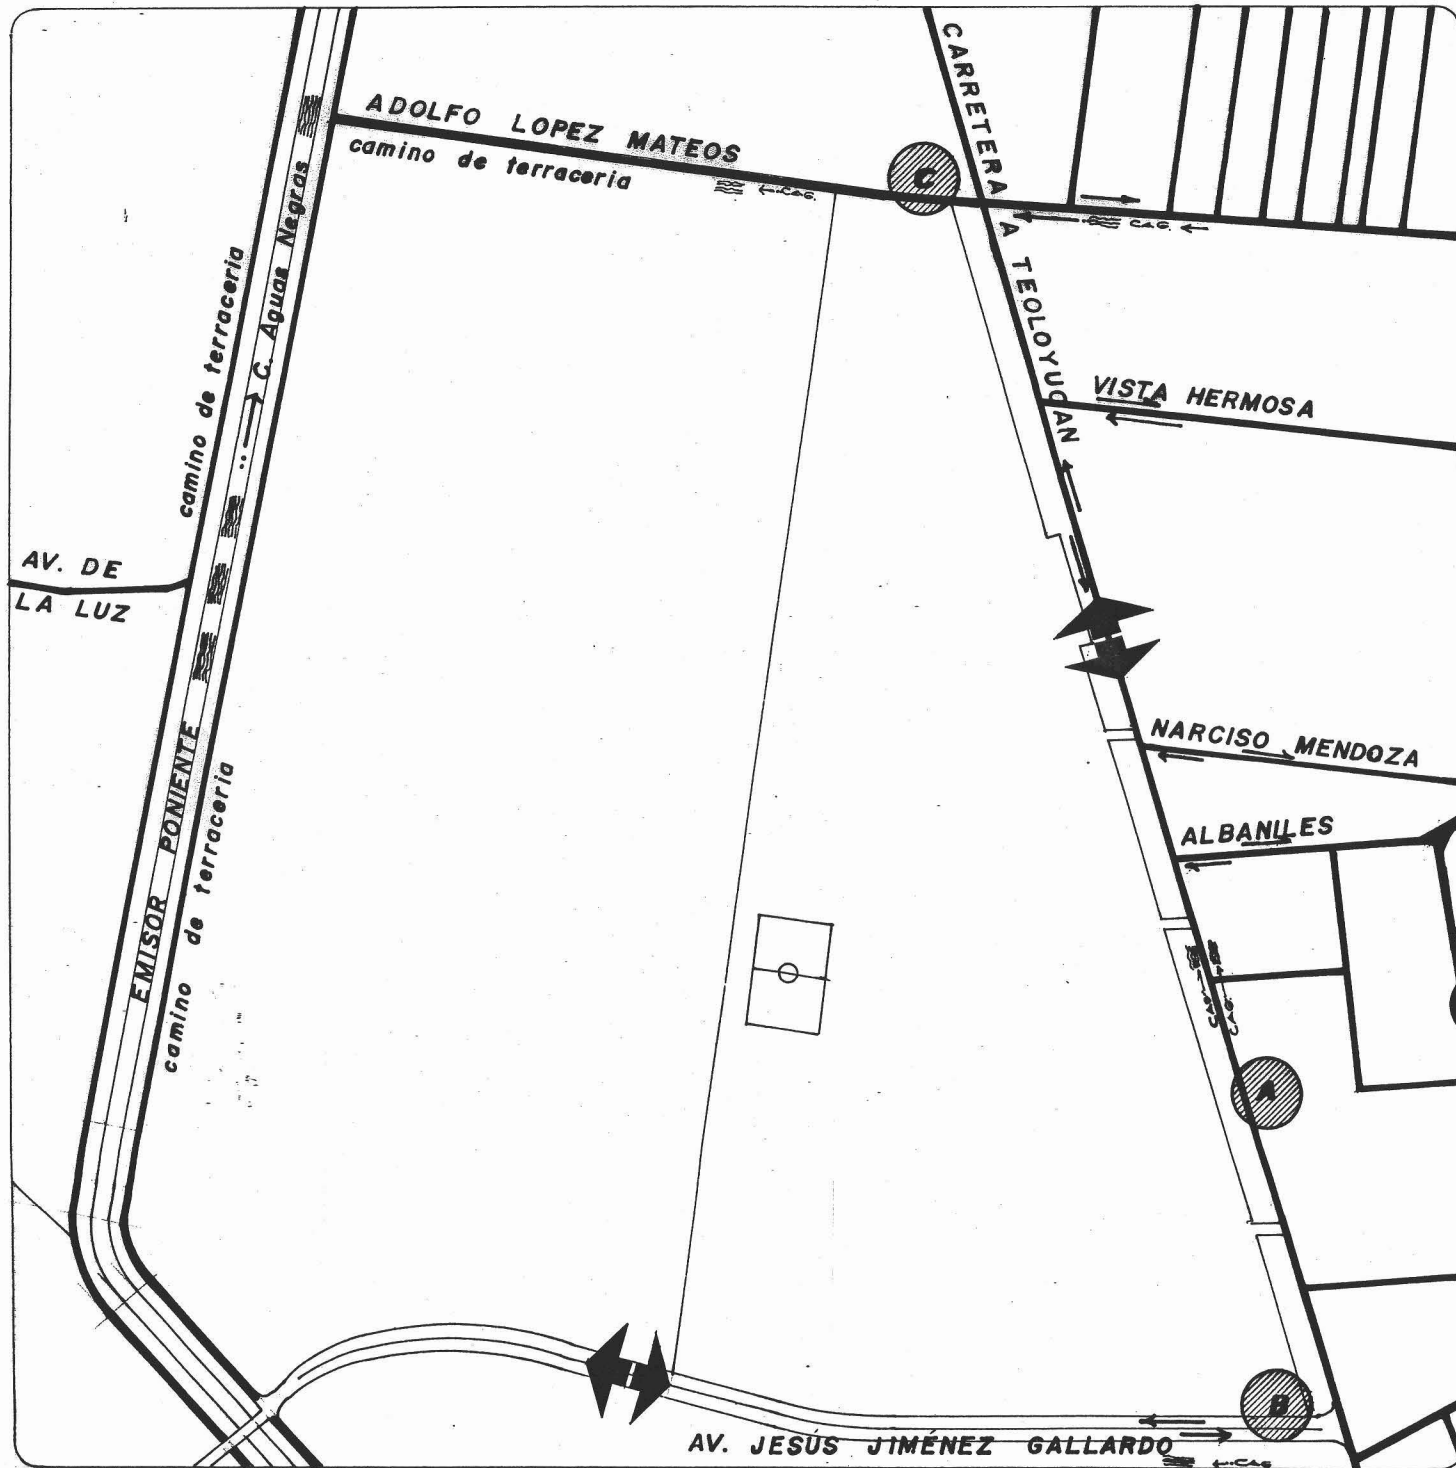 CARRETERA A TEOLOYUCAN
ADOLFO LOPEZ MATEOS
camino de terraceria
C
C.A.G.
C.A.G.
C. Aguas Negras
camino de terraceria
VISTA HERMOSA
AV. DE
LA LUZ
EMISOR PONIENTE
camino de terraceria
NARCISO MENDOZA
ALBANILES
C.A.G.
C.A.G.
A
B
AV. JESÚS JIMÉNEZ GALLARDO
C.A.G